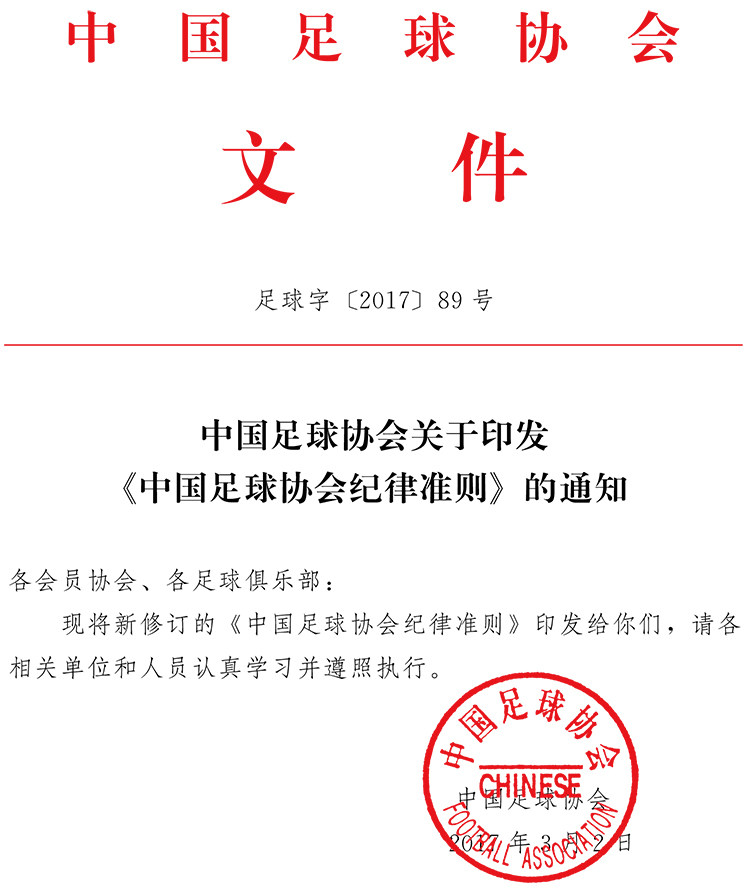 中国足球协会
文件
足球字〔2017〕89号
中国足球协会关于印发
《中国足球协会纪律准则》的通知
各会员协会、各足球俱乐部：
现将新修订的《中国足球协会纪律准则》印发给你们，请各
相关单位和人员认真学习并遵照执行。
中国足球协会
CHINESE
FOOTBALL ASSOCIATION
中国足球协会
2017年3月2日